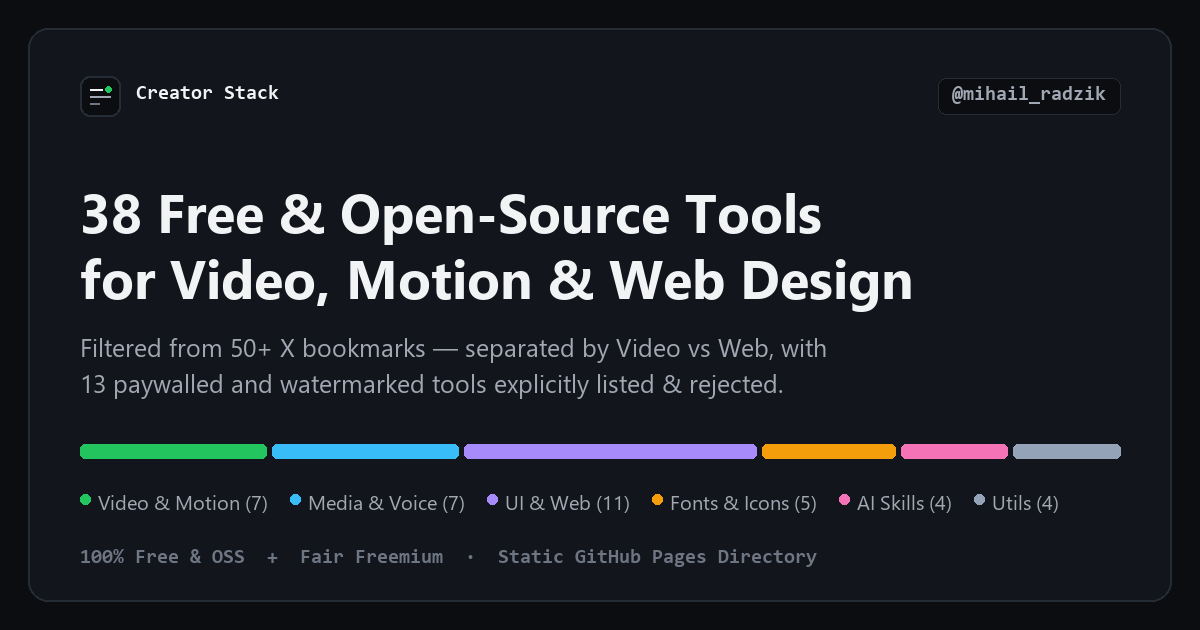 Creator Stack
@mihail_radzik
38 Free & Open-Source Tools
for Video, Motion & Web Design
Filtered from 50+ X bookmarks — separated by Video vs Web, with
13 paywalled and watermarked tools explicitly listed & rejected.
Video & Motion (7) Media & Voice (7) UI & Web (11) Fonts & Icons (5) AI Skills (4) Utils (4)
100% Free & OSS + Fair Freemium · Static GitHub Pages Directory